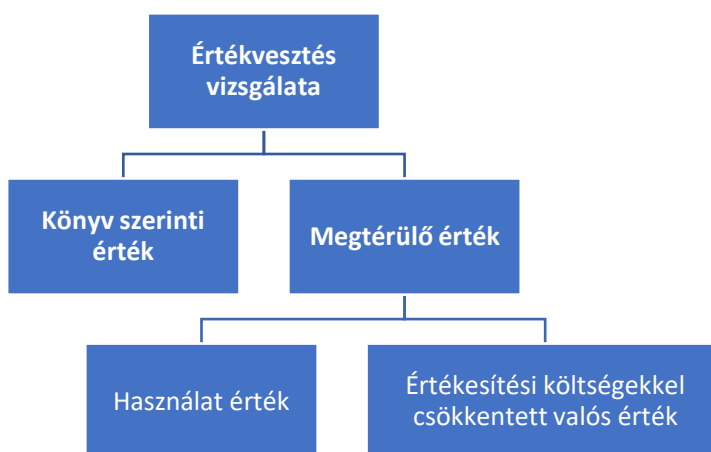 Értékvesztés
vizsgálata
Könyv szerinti
érték
Megtérülő érték
Használat érték
Értékesítési költségekkel
csökkentett valós érték